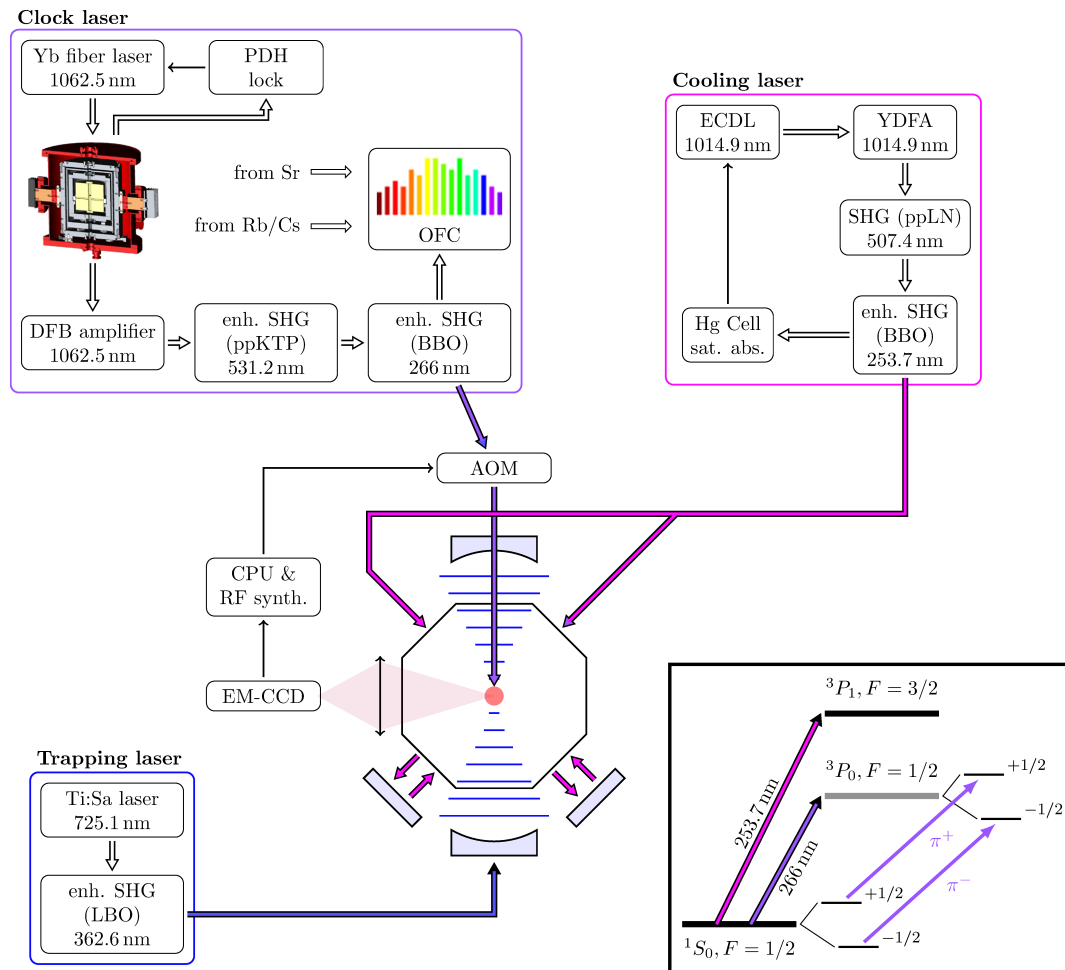 Clock laser
Yb fiber laser
1062.5 nm
PDH
lock
from Sr
from Rb/Cs
OFC
DFB amplifier
1062.5 nm
enh. SHG
(ppKTP)
531.2 nm
enh. SHG
(BBO)
266 nm
Cooling laser
ECDL
1014.9 nm
YDFA
1014.9 nm
SHG (ppLN)
507.4 nm
Hg Cell
sat. abs.
enh. SHG
(BBO)
253.7 nm
AOM
CPU &
RF synth.
EM-CCD
Trapping laser
Ti:Sa laser
725.1 nm
enh. SHG
(LBO)
362.6 nm
³P₁, F = 3/2
³P₀, F = 1/2
+1/2
−1/2
253.7 nm
266 nm
π⁺
π⁻
+1/2
−1/2
¹S₀, F = 1/2